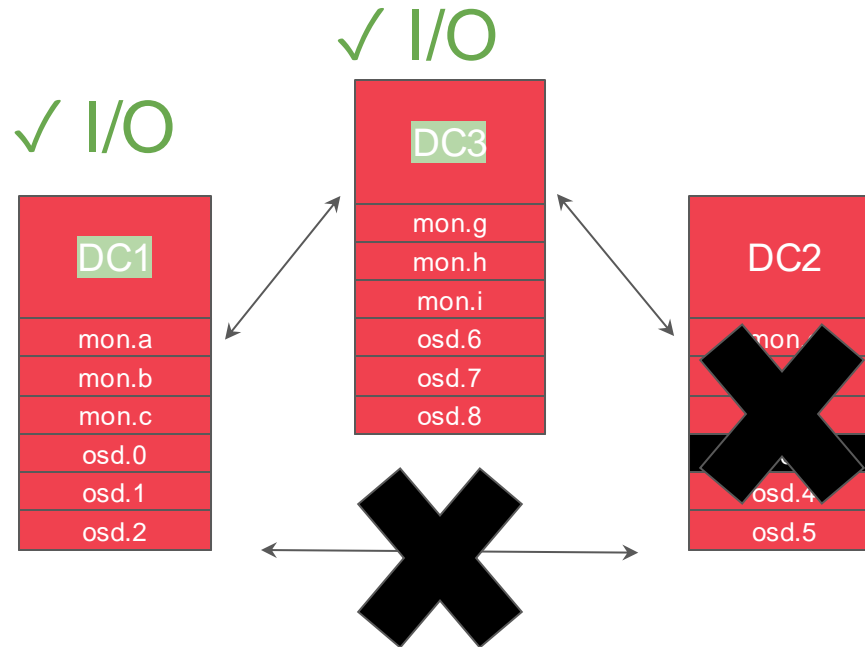 ✓ I/O
✓ I/O
DC3
mon.g
mon.h
mon.i
osd.6
osd.7
osd.8
DC1
mon.a
mon.b
mon.c
osd.0
osd.1
osd.2
DC2
osd.4
osd.5